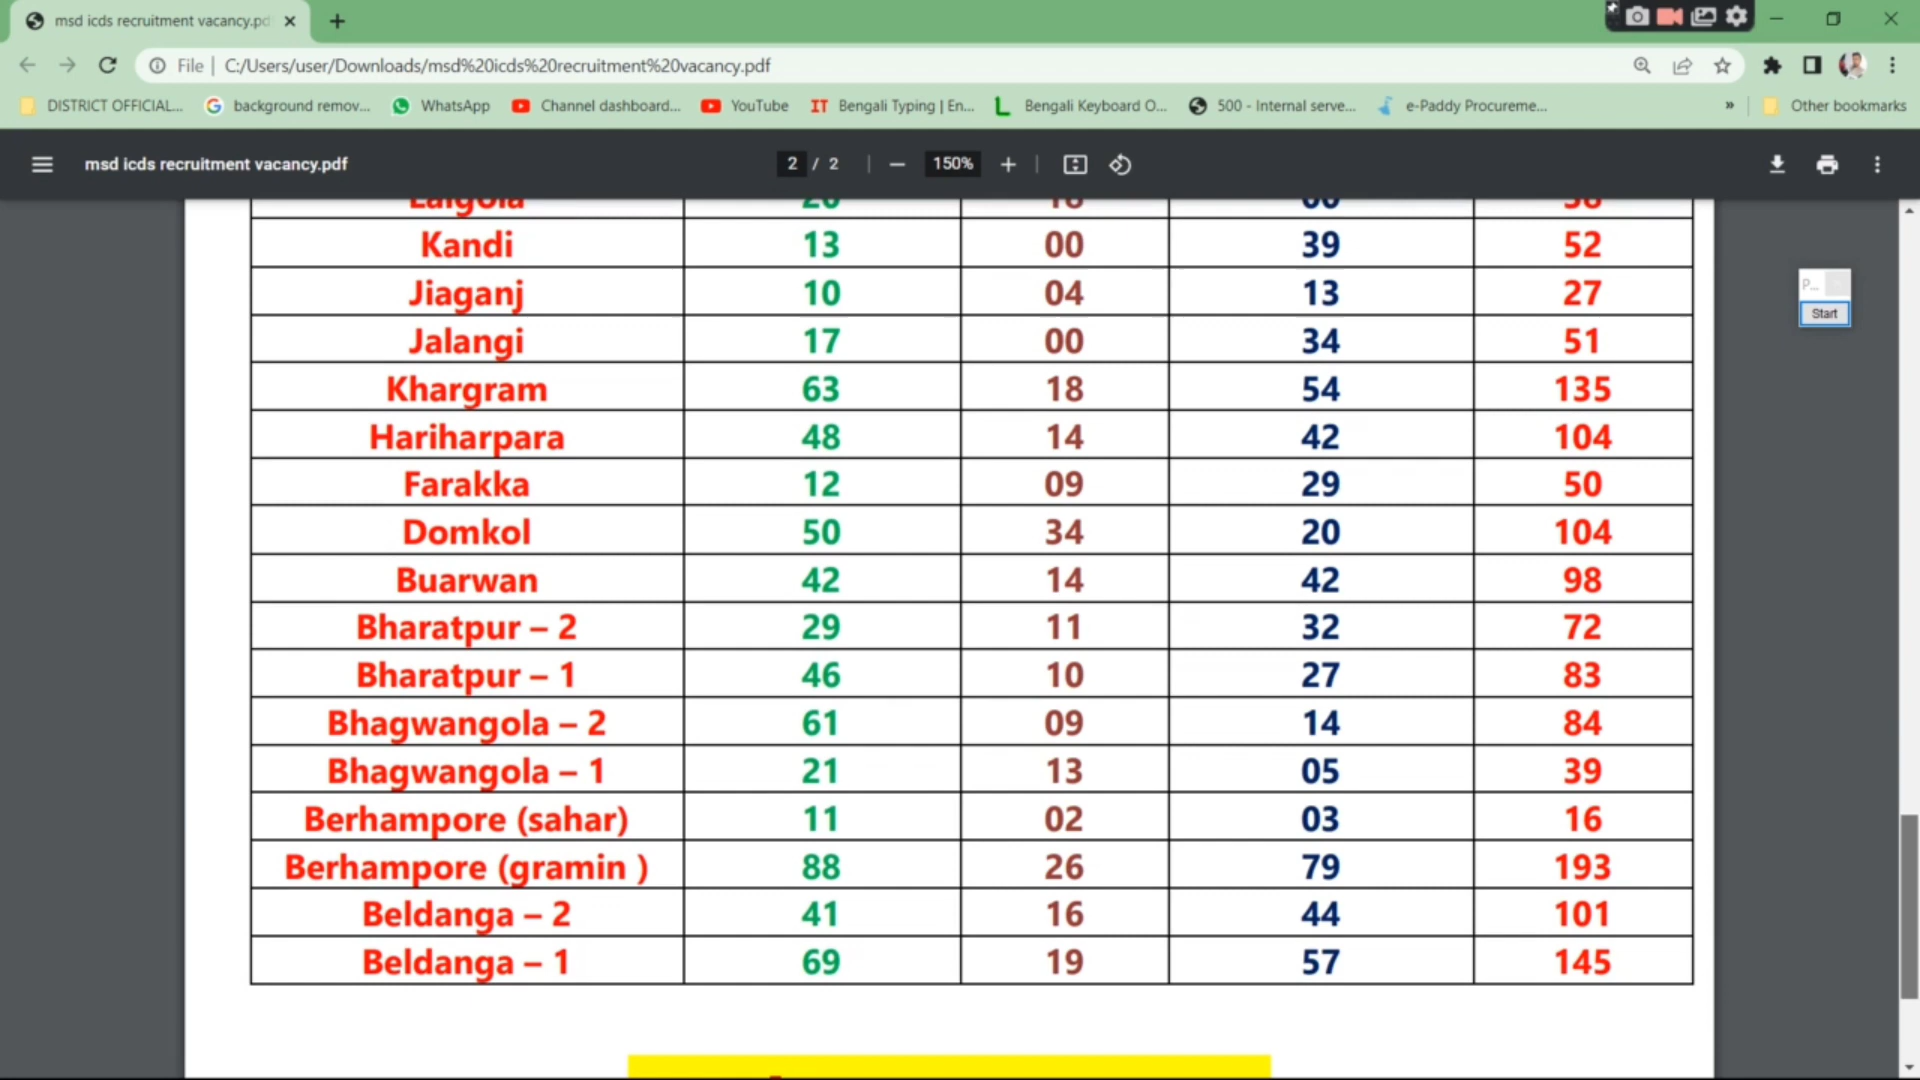 msd icds recruitment vacancy.pd
File
C:/Users/user/Downloads/msd%20icds%20recruitment%20vacancy.pdf
DISTRICT OFFICIAL... background remov... WhatsApp Channel dashboard... YouTube IT Bengali Typing | En... Bengali Keyboard O... 500 - Internal serve... e-Paddy Procureme... » Other bookmarks
msd icds recruitment vacancy.pdf 2 / 2 150%
Kandi 13 00 39 52
Jiaganj 10 04 13 27
Jalangi 17 00 34 51
Khargram 63 18 54 135
Hariharpara 48 14 42 104
Farakka 12 09 29 50
Domkol 50 34 20 104
Buarwan 42 14 42 98
Bharatpur – 2 29 11 32 72
Bharatpur – 1 46 10 27 83
Bhagwangola – 2 61 09 14 84
Bhagwangola – 1 21 13 05 39
Berhampore (sahar) 11 02 03 16
Berhampore (gramin ) 88 26 79 193
Beldanga – 2 41 16 44 101
Beldanga – 1 69 19 57 145
P...
Start